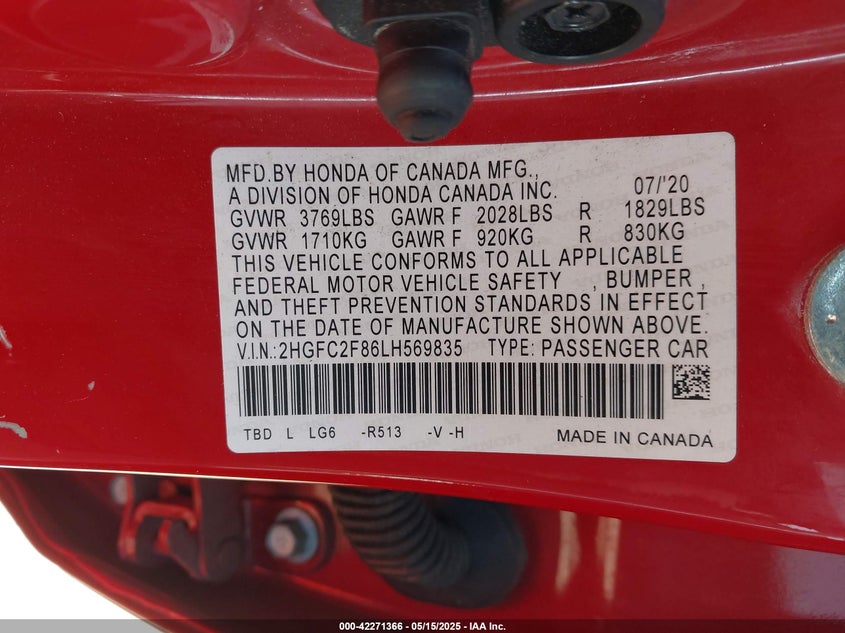 MFD.BY HONDA OF CANADA MFG.,
A DIVISION OF HONDA CANADA INC. 07/'20
GVWR 3769LBS GAWR F 2028LBS R 1829LBS
GVWR 1710KG GAWR F 920KG R 830KG
THIS VEHICLE CONFORMS TO ALL APPLICABLE
FEDERAL MOTOR VEHICLE SAFETY , BUMPER ,
AND THEFT PREVENTION STANDARDS IN EFFECT
ON THE DATE OF MANUFACTURE SHOWN ABOVE.
V.I.N.:2HGFC2F86LH569835 TYPE: PASSENGER CAR
TBD L LG6 -R513 -V -H MADE IN CANADA
000-42271366 — 05/15/2025 — IAA Inc.